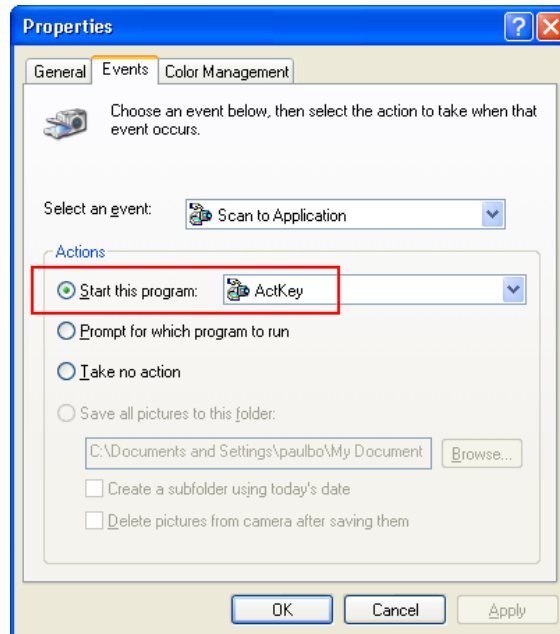 Properties
General Events Color Management
Choose an event below, then select the action to take when that
event occurs.
Select an event: Scan to Application
Actions
Start this program: ActKey
Prompt for which program to run
Take no action
Save all pictures to this folder:
C:\Documents and Settings\paulbo\My Document Browse...
Create a subfolder using today's date
Delete pictures from camera after saving them
OK Cancel Apply